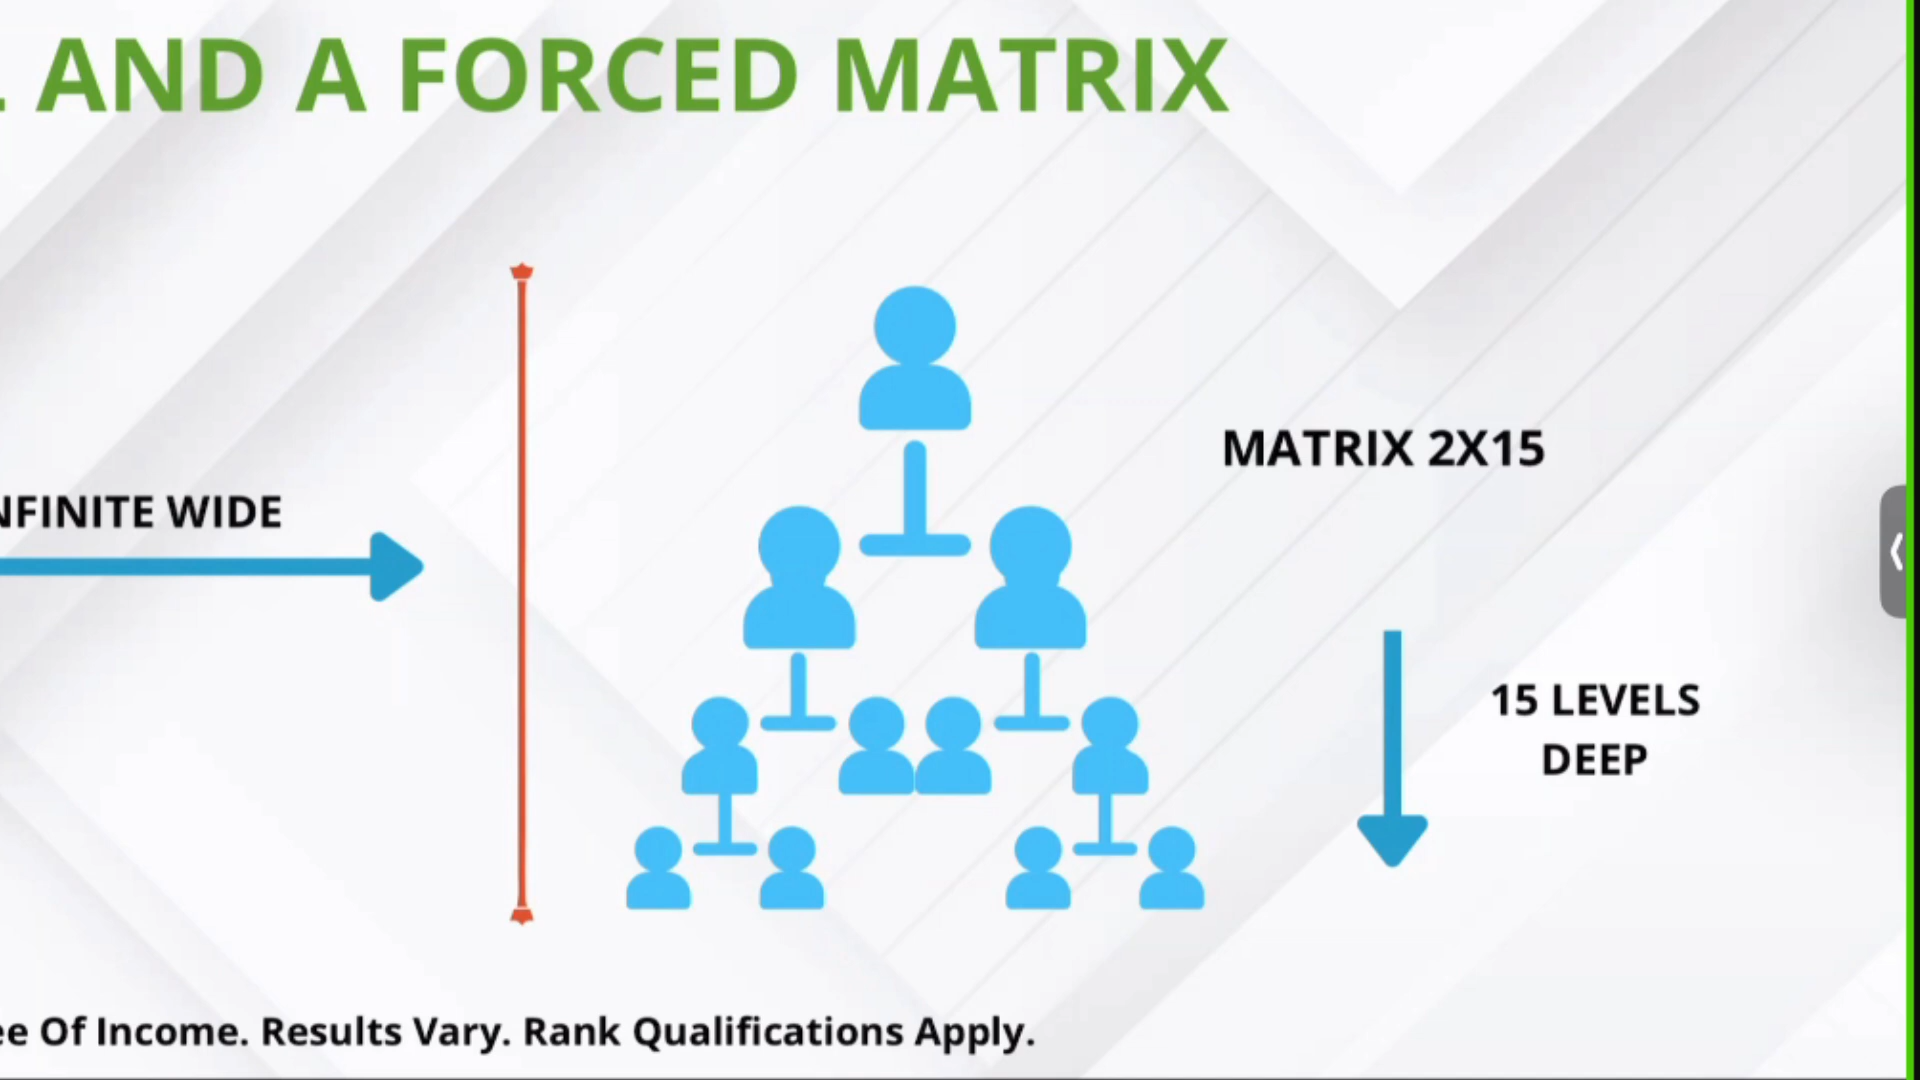 AND A FORCED MATRIX
MATRIX 2X15
NFINITE WIDE
15 LEVELS
DEEP
ee Of Income. Results Vary. Rank Qualifications Apply.